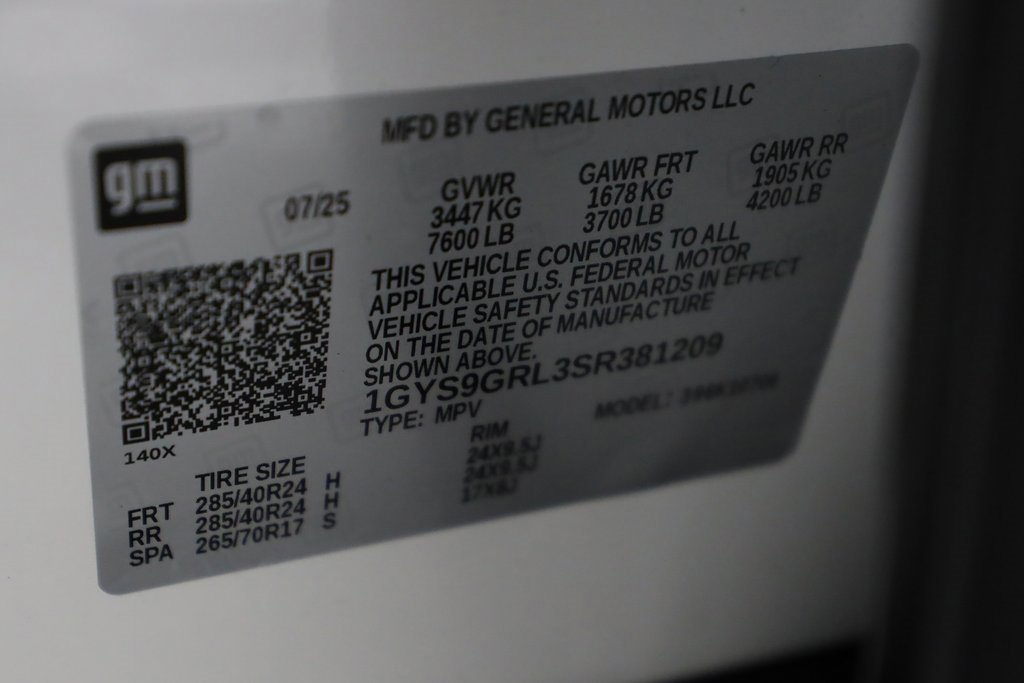 MFD BY GENERAL MOTORS LLC
gm
07/25
GVWR
3447 KG
7600 LB
GAWR FRT
1678 KG
3700 LB
GAWR RR
1905 KG
4200 LB
THIS VEHICLE CONFORMS TO ALL
APPLICABLE U.S. FEDERAL MOTOR
VEHICLE SAFETY STANDARDS IN EFFECT
ON THE DATE OF MANUFACTURE
SHOWN ABOVE.
1GYS9GRL3SR381209
TYPE: MPV
MODEL:
140X
TIRE SIZE
RIM
FRT 285/40R24 H 24X9.5J
RR 285/40R24 H 24X9.5J
SPA 265/70R17 S 17X8J